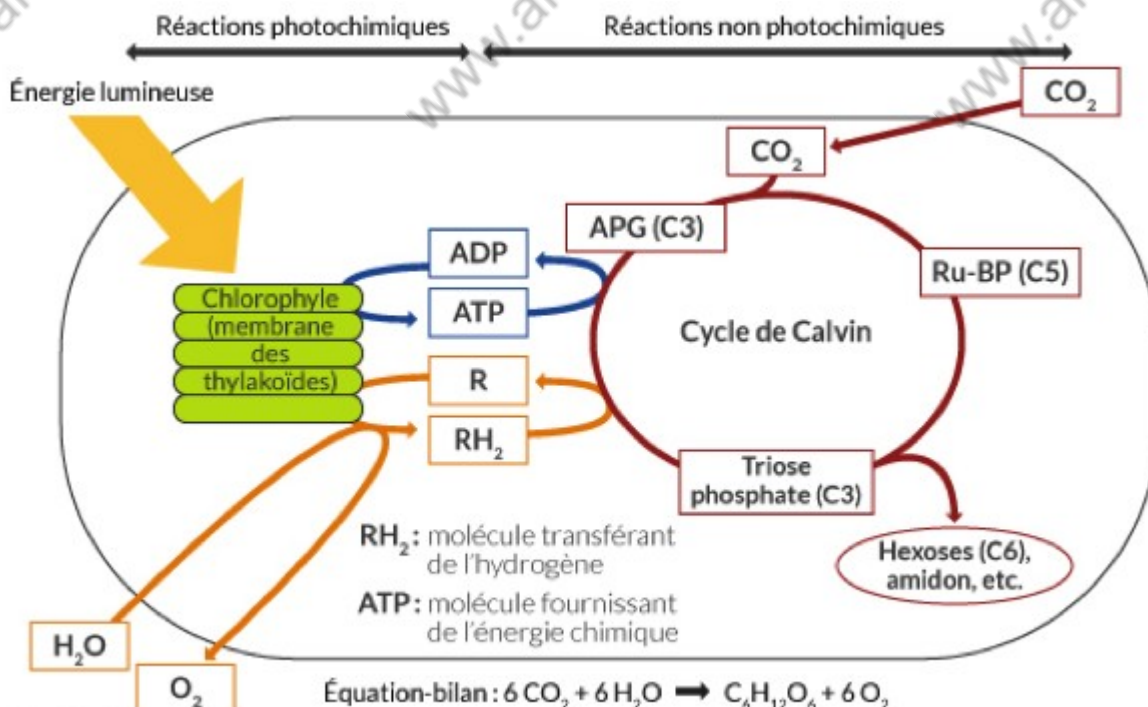 Réactions photochimiques
Réactions non photochimiques
Énergie lumineuse
CO₂
CO₂
APG (C3)
Ru-BP (C5)
Cycle de Calvin
ADP
ATP
Chlorophyle
(membrane
des
thylakoïdes)
R
RH₂
Triose
phosphate (C3)
Hexoses (C6),
amidon, etc.
RH₂ : molécule transférant
de l'hydrogène
ATP : molécule fournissant
de l'énergie chimique
H₂O
O₂
Équation-bilan : 6 CO₂ + 6 H₂O ➞ C₆H₁₂O₆ + 6 O₂